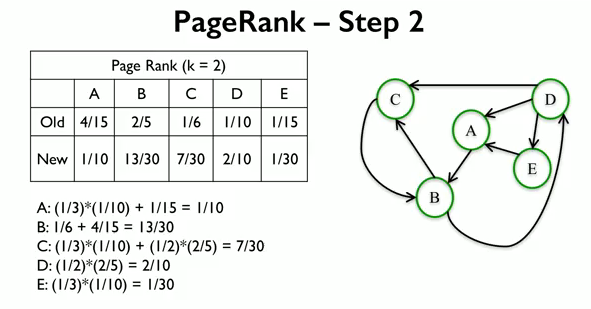 PageRank – Step 2
Page Rank (k = 2)
A B C D E
Old 4/15 2/5 1/6 1/10 1/15
New 1/10 13/30 7/30 2/10 1/30
A: (1/3)*(1/10) + 1/15 = 1/10
B: 1/6 + 4/15 = 13/30
C: (1/3)*(1/10) + (1/2)*(2/5) = 7/30
D: (1/2)*(2/5) = 2/10
E: (1/3)*(1/10) = 1/30
C
D
A
E
B